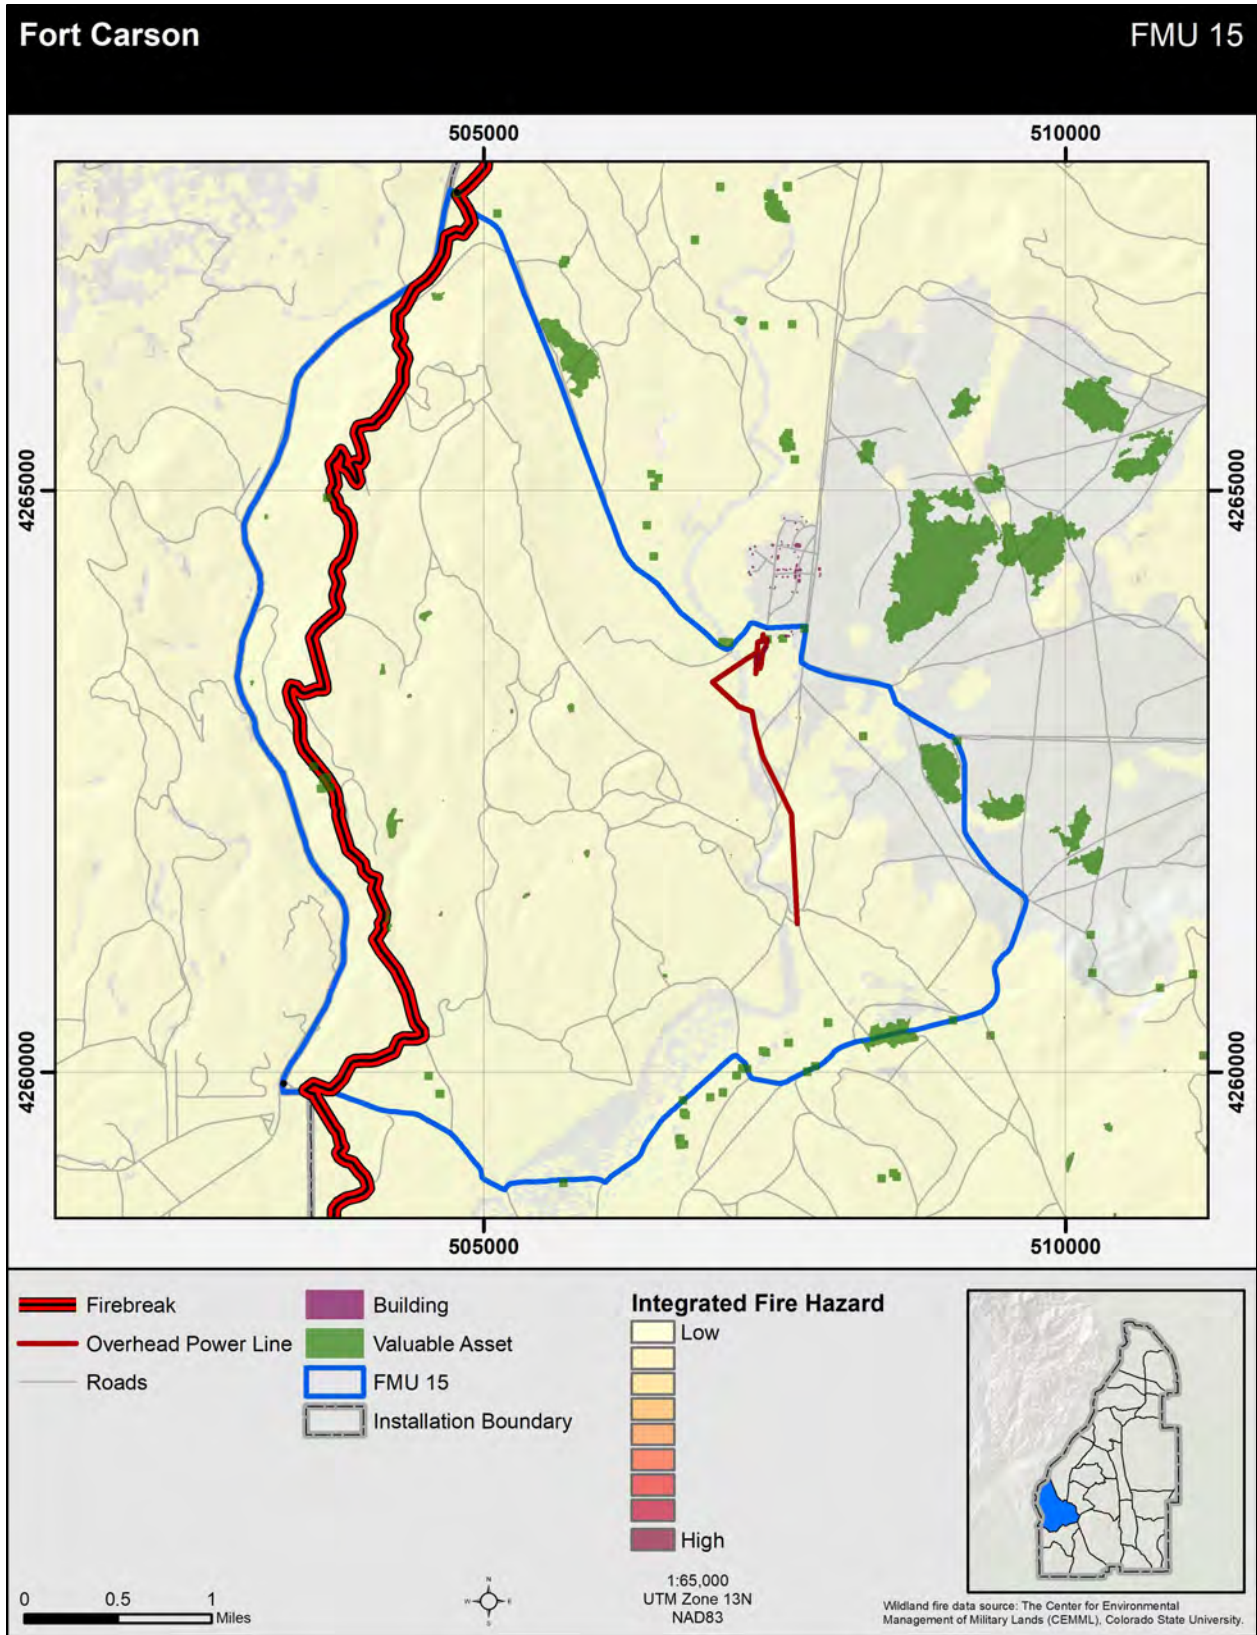 Fort Carson
FMU 15
505000
510000
4265000
4265000
4260000
4260000
505000
510000
Firebreak
Overhead Power Line
Roads
Building
Valuable Asset
FMU 15
Installation Boundary
Integrated Fire Hazard
Low
High
0 0.5 1
Miles
N
W E
S
1:65,000
UTM Zone 13N
NAD83
Wildland fire data source: The Center for Environmental
Management of Military Lands (CEMML), Colorado State University.